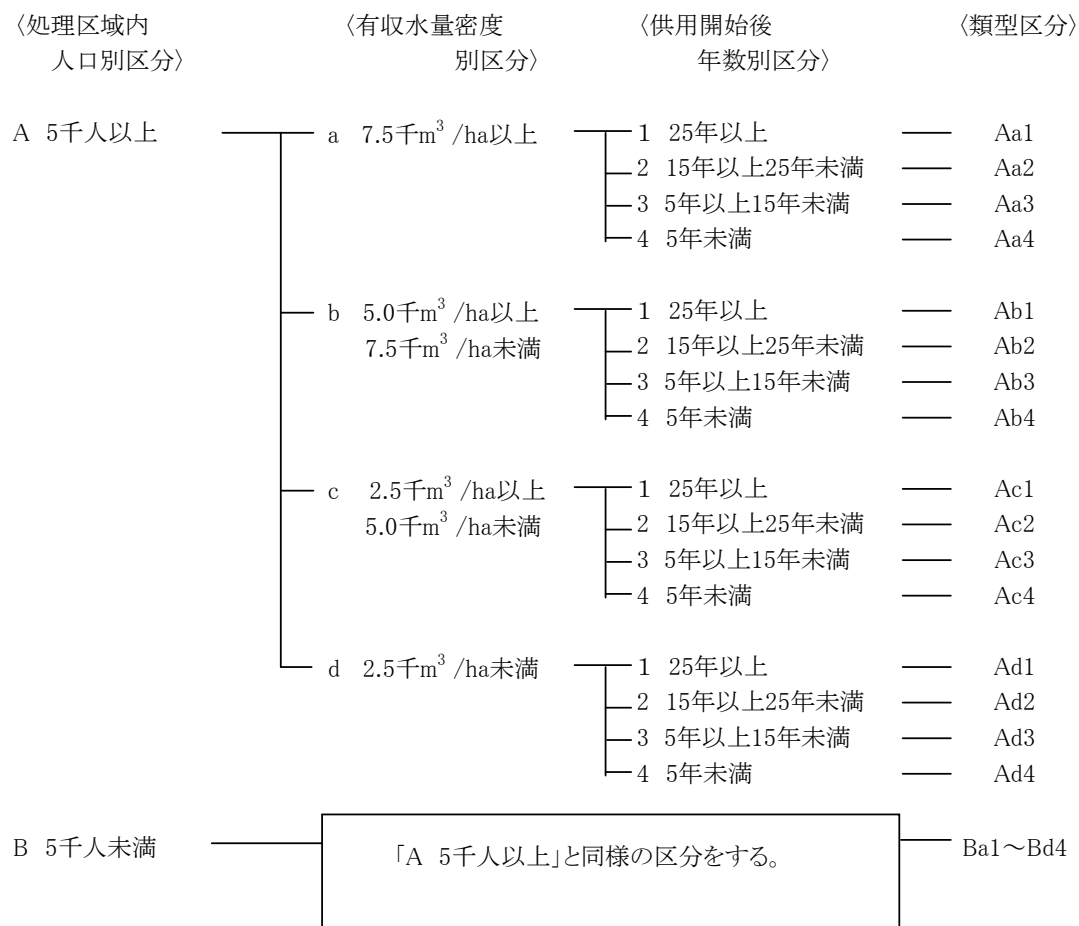 〈処理区域内 〈有収水量密度 〈供用開始後 〈類型区分〉
人口別区分〉 別区分〉 年数別区分〉
A 5千人以上 a 7.5千m³/ha以上 1 25年以上 Aa1
2 15年以上25年未満 Aa2
3 5年以上15年未満 Aa3
4 5年未満 Aa4
b 5.0千m³/ha以上 1 25年以上 Ab1
7.5千m³/ha未満 2 15年以上25年未満 Ab2
3 5年以上15年未満 Ab3
4 5年未満 Ab4
c 2.5千m³/ha以上 1 25年以上 Ac1
5.0千m³/ha未満 2 15年以上25年未満 Ac2
3 5年以上15年未満 Ac3
4 5年未満 Ac4
d 2.5千m³/ha未満 1 25年以上 Ad1
2 15年以上25年未満 Ad2
3 5年以上15年未満 Ad3
4 5年未満 Ad4
B 5千人未満 「A 5千人以上」と同様の区分をする。 Ba1～Bd4